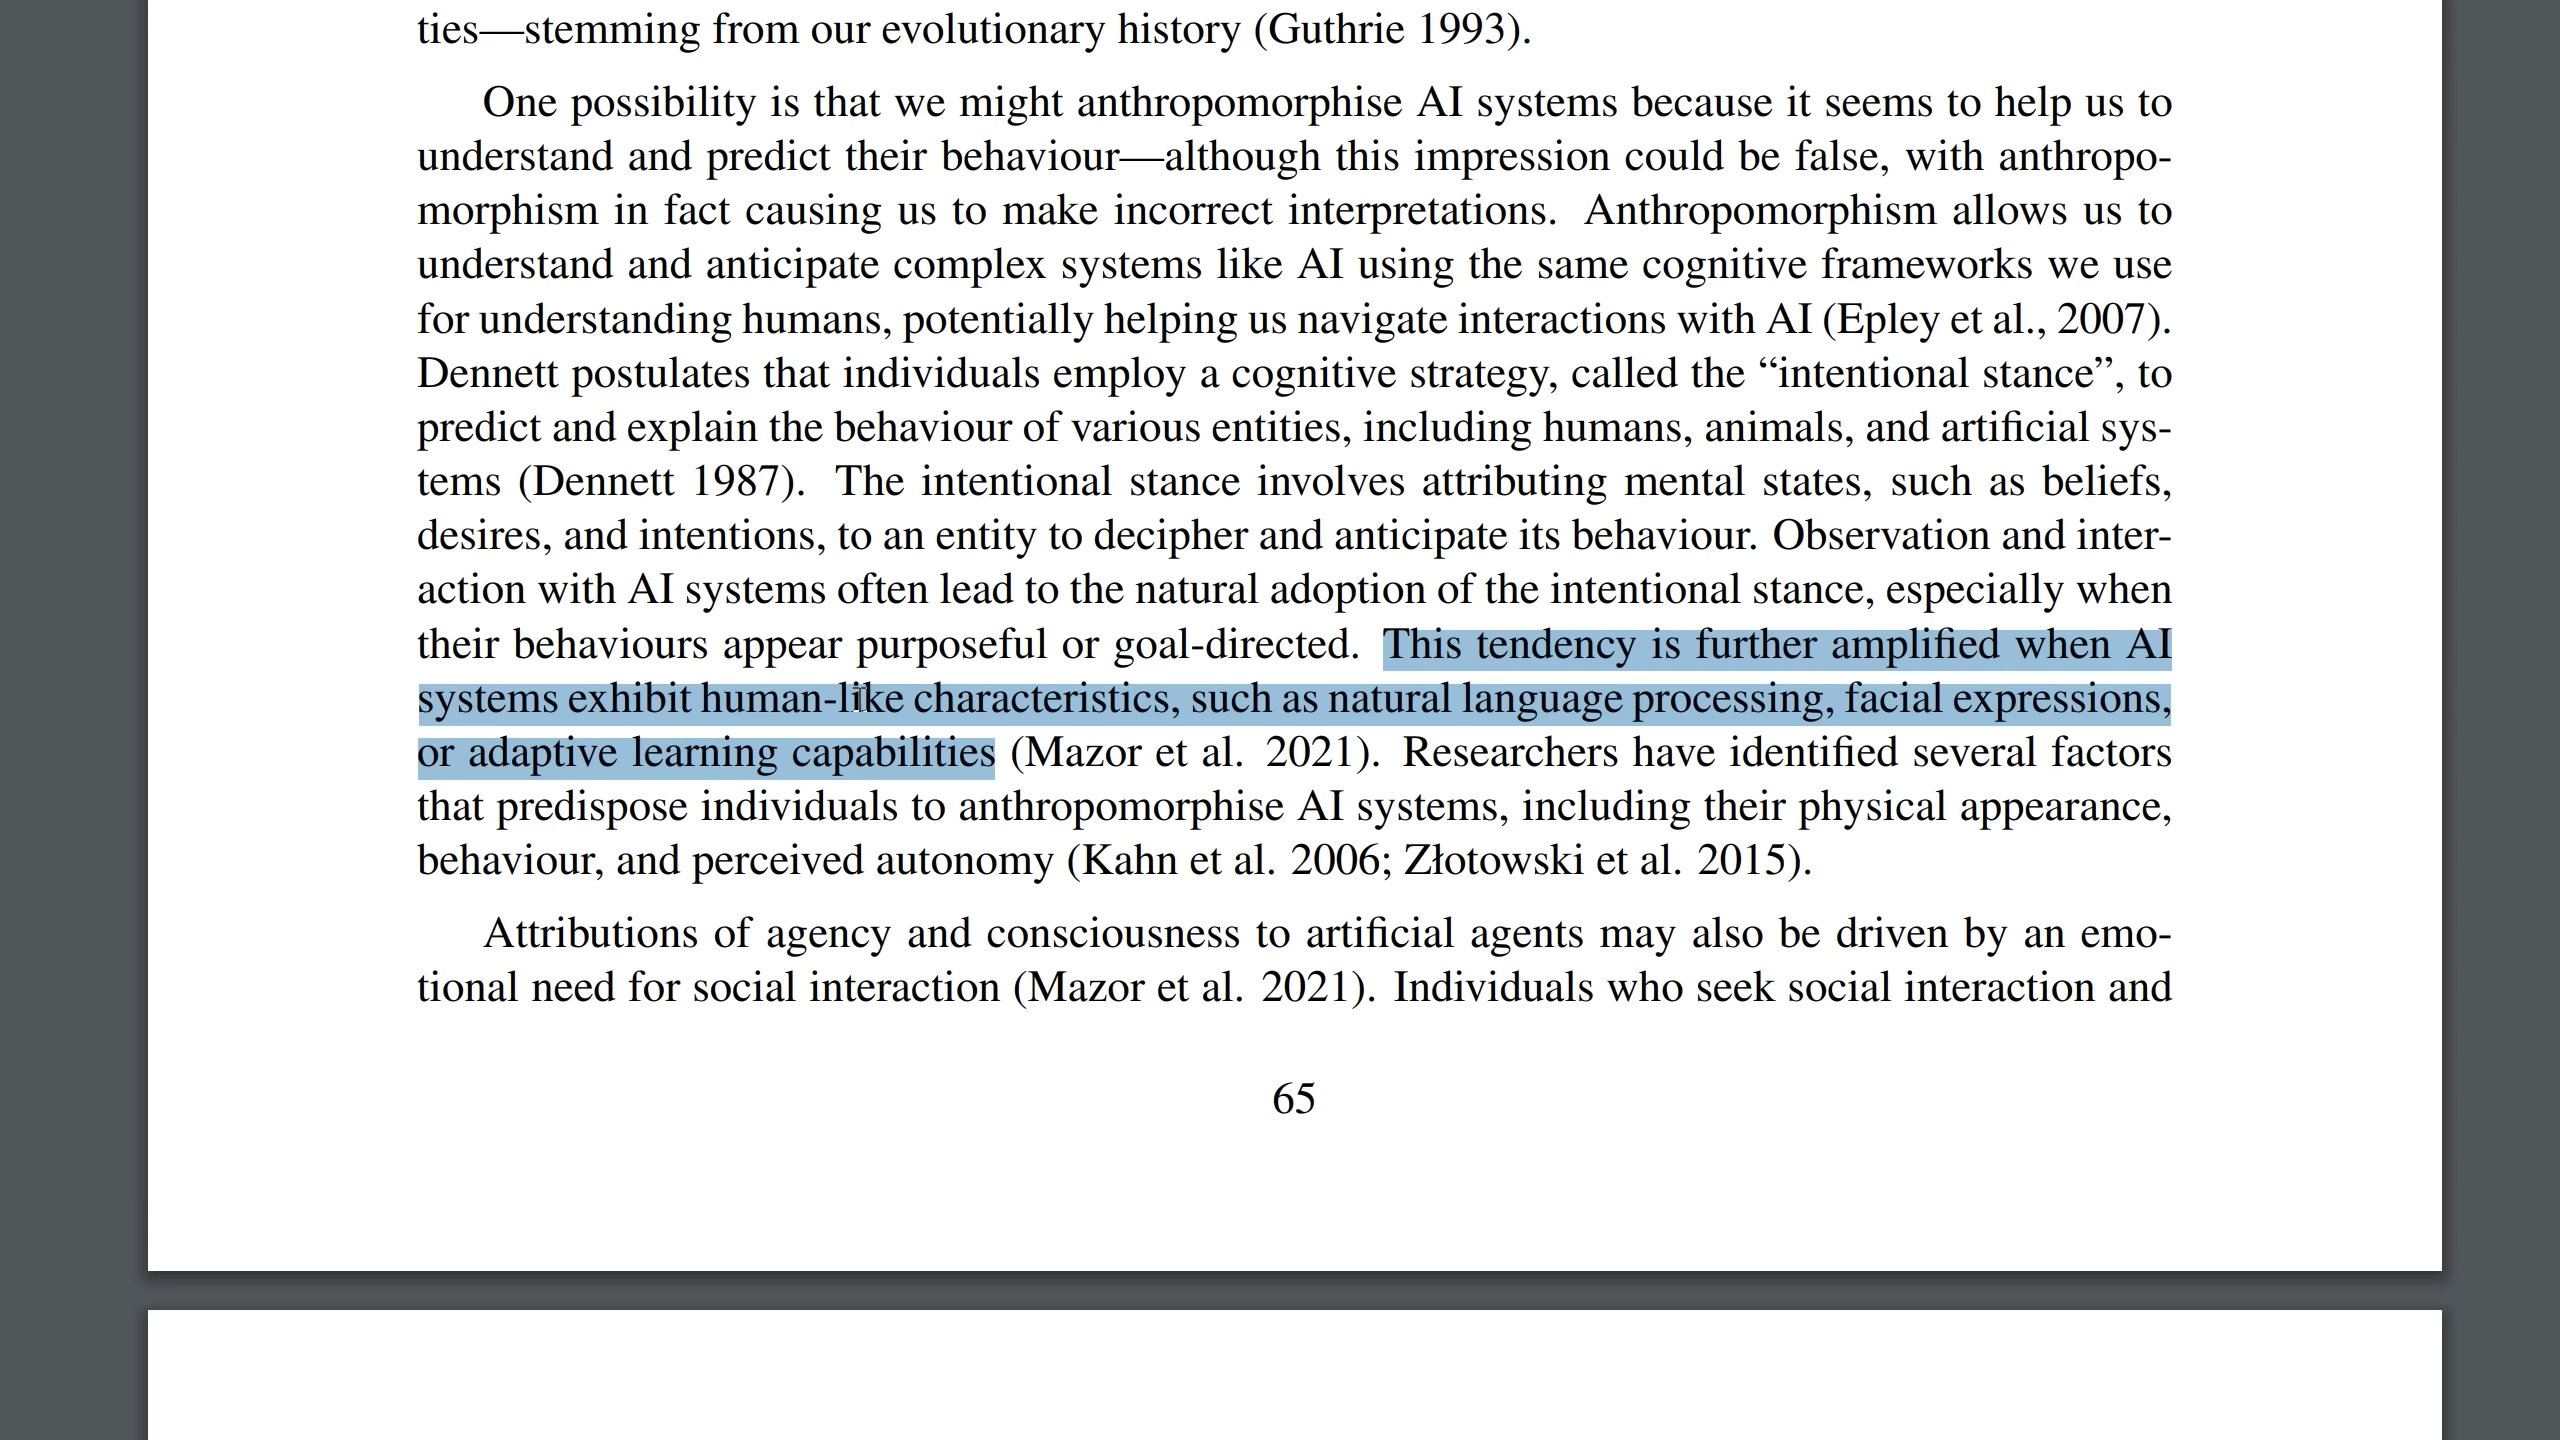 ties—stemming from our evolutionary history (Guthrie 1993).
One possibility is that we might anthropomorphise AI systems because it seems to help us to
understand and predict their behaviour—although this impression could be false, with anthropo-
morphism in fact causing us to make incorrect interpretations. Anthropomorphism allows us to
understand and anticipate complex systems like AI using the same cognitive frameworks we use
for understanding humans, potentially helping us navigate interactions with AI (Epley et al., 2007).
Dennett postulates that individuals employ a cognitive strategy, called the “intentional stance”, to
predict and explain the behaviour of various entities, including humans, animals, and artificial sys-
tems (Dennett 1987). The intentional stance involves attributing mental states, such as beliefs,
desires, and intentions, to an entity to decipher and anticipate its behaviour. Observation and inter-
action with AI systems often lead to the natural adoption of the intentional stance, especially when
their behaviours appear purposeful or goal-directed. This tendency is further amplified when AI
systems exhibit human-like characteristics, such as natural language processing, facial expressions,
or adaptive learning capabilities (Mazor et al. 2021). Researchers have identified several factors
that predispose individuals to anthropomorphise AI systems, including their physical appearance,
behaviour, and perceived autonomy (Kahn et al. 2006; Złotowski et al. 2015).
Attributions of agency and consciousness to artificial agents may also be driven by an emo-
tional need for social interaction (Mazor et al. 2021). Individuals who seek social interaction and
65